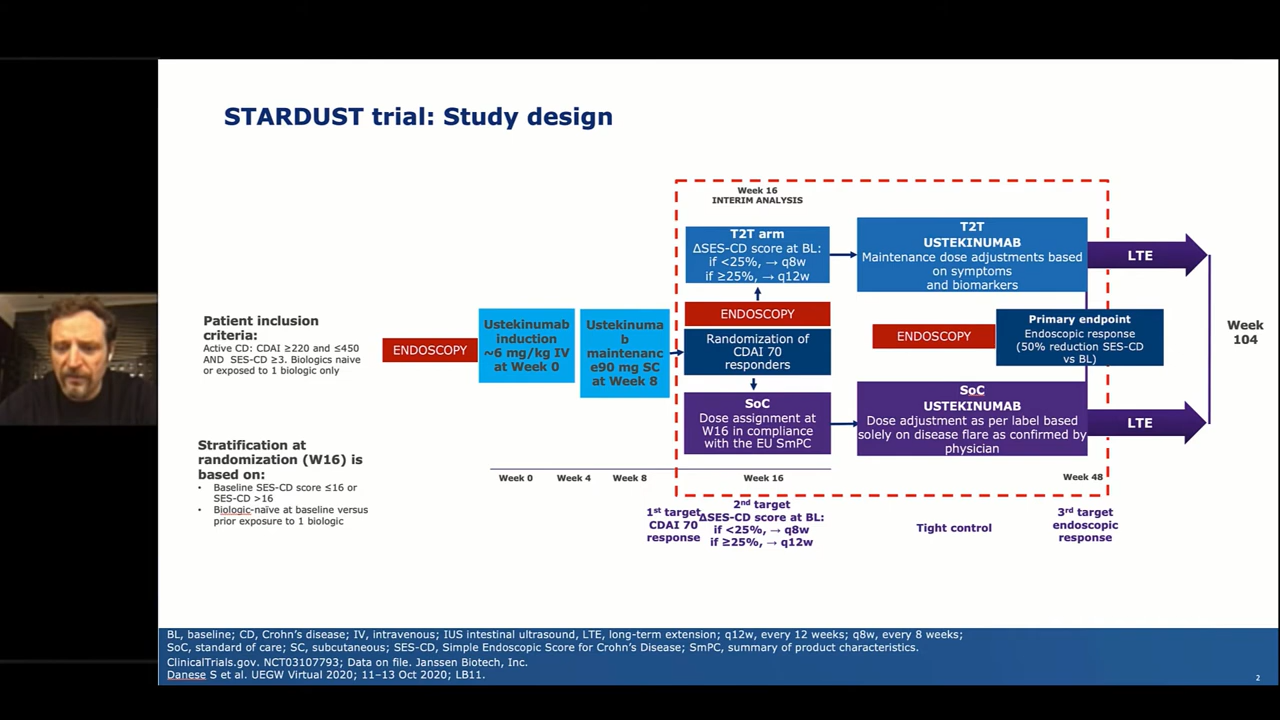 STARDUST trial: Study design
Patient inclusion
criteria:
Active CD: CDAI ≥220 and ≤450
AND  SES-CD ≥3. Biologics naive
or exposed to 1 biologic only
Stratification at
randomization (W16) is
based on:
• Baseline SES-CD score ≤16 or
SES-CD >16
• Biologic-naïve at baseline versus
prior exposure to 1 biologic
ENDOSCOPY
Ustekinumab
induction
~6 mg/kg IV
at Week 0
Ustekinuma
b
maintenanc
e90 mg SC
at Week 8
Week 16
INTERIM ANALYSIS
T2T arm
ΔSES-CD score at BL:
if <25%, → q8w
if ≥25%, → q12w
ENDOSCOPY
Randomization of
CDAI 70
responders
SoC
Dose assignment at
W16 in compliance
with the EU SmPC
T2T
USTEKINUMAB
Maintenance dose adjustments based
on symptoms
and biomarkers
ENDOSCOPY
Primary endpoint
Endoscopic response
(50% reduction SES-CD
vs BL)
SoC
USTEKINUMAB
Dose adjustment as per label based
solely on disease flare as confirmed by
physician
LTE
LTE
Week
104
Week 0
Week 4
Week 8
Week 16
Week 48
1st target
CDAI 70
response
2nd target
ΔSES-CD score at BL:
if <25%, → q8w
if ≥25%, → q12w
Tight control
3rd target
endoscopic
response
BL, baseline; CD, Crohn's disease; IV, intravenous; IUS intestinal ultrasound, LTE, long-term extension; q12w, every 12 weeks; q8w, every 8 weeks;
SoC, standard of care; SC, subcutaneous; SES-CD, Simple Endoscopic Score for Crohn's Disease; SmPC, summary of product characteristics.
ClinicalTrials.gov. NCT03107793; Data on file. Janssen Biotech, Inc.
Danese S et al. UEGW Virtual 2020; 11–13 Oct 2020; LB11.
2